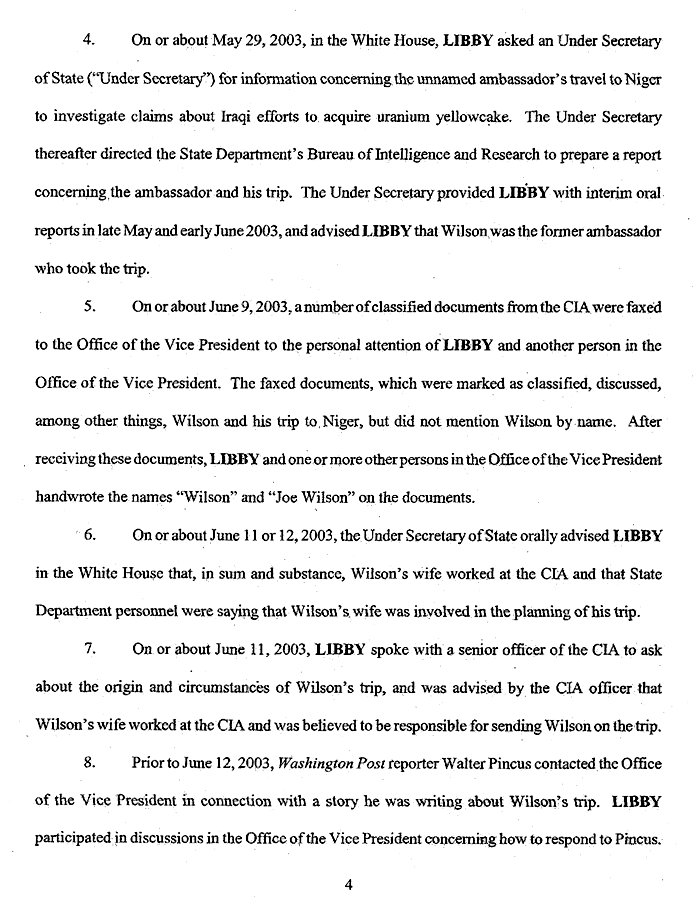 4. On or about May 29, 2003, in the White House, LIBBY asked an Under Secretary
of State (“Under Secretary”) for information concerning the unnamed ambassador’s travel to Niger
to investigate claims about Iraqi efforts to acquire uranium yellowcake. The Under Secretary
thereafter directed the State Department’s Bureau of Intelligence and Research to prepare a report
concerning the ambassador and his trip. The Under Secretary provided LIBBY with interim oral
reports in late May and early June 2003, and advised LIBBY that Wilson was the former ambassador
who took the trip.
5. On or about June 9, 2003, a number of classified documents from the CIA were faxed
to the Office of the Vice President to the personal attention of LIBBY and another person in the
Office of the Vice President. The faxed documents, which were marked as classified, discussed,
among other things, Wilson and his trip to Niger, but did not mention Wilson by name. After
receiving these documents, LIBBY and one or more other persons in the Office of the Vice President
handwrote the names “Wilson” and “Joe Wilson” on the documents.
6. On or about June 11 or 12, 2003, the Under Secretary of State orally advised LIBBY
in the White House that, in sum and substance, Wilson’s wife worked at the CIA and that State
Department personnel were saying that Wilson’s wife was involved in the planning of his trip.
7. On or about June 11, 2003, LIBBY spoke with a senior officer of the CIA to ask
about the origin and circumstances of Wilson’s trip, and was advised by the CIA officer that
Wilson’s wife worked at the CIA and was believed to be responsible for sending Wilson on the trip.
8. Prior to June 12, 2003, Washington Post reporter Walter Pincus contacted the Office
of the Vice President in connection with a story he was writing about Wilson’s trip. LIBBY
participated in discussions in the Office of the Vice President concerning how to respond to Pincus.
4